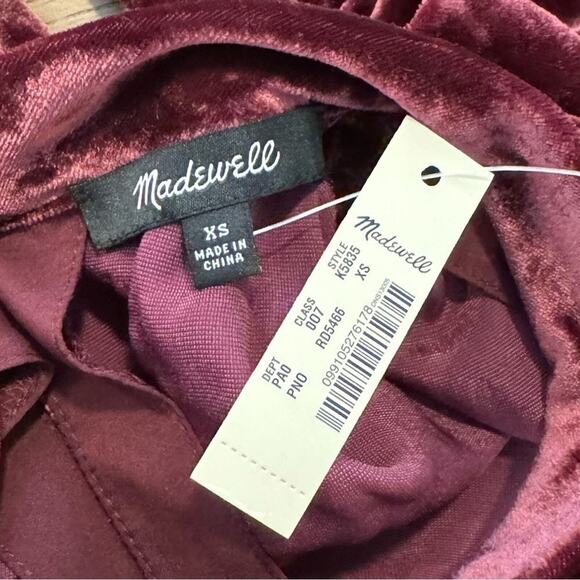 Madewell
XS
MADE IN
CHINA
Madewell
DEPT CLASS STYLE
PA0 007 K5835
PNO RD5466 XS
099105276178